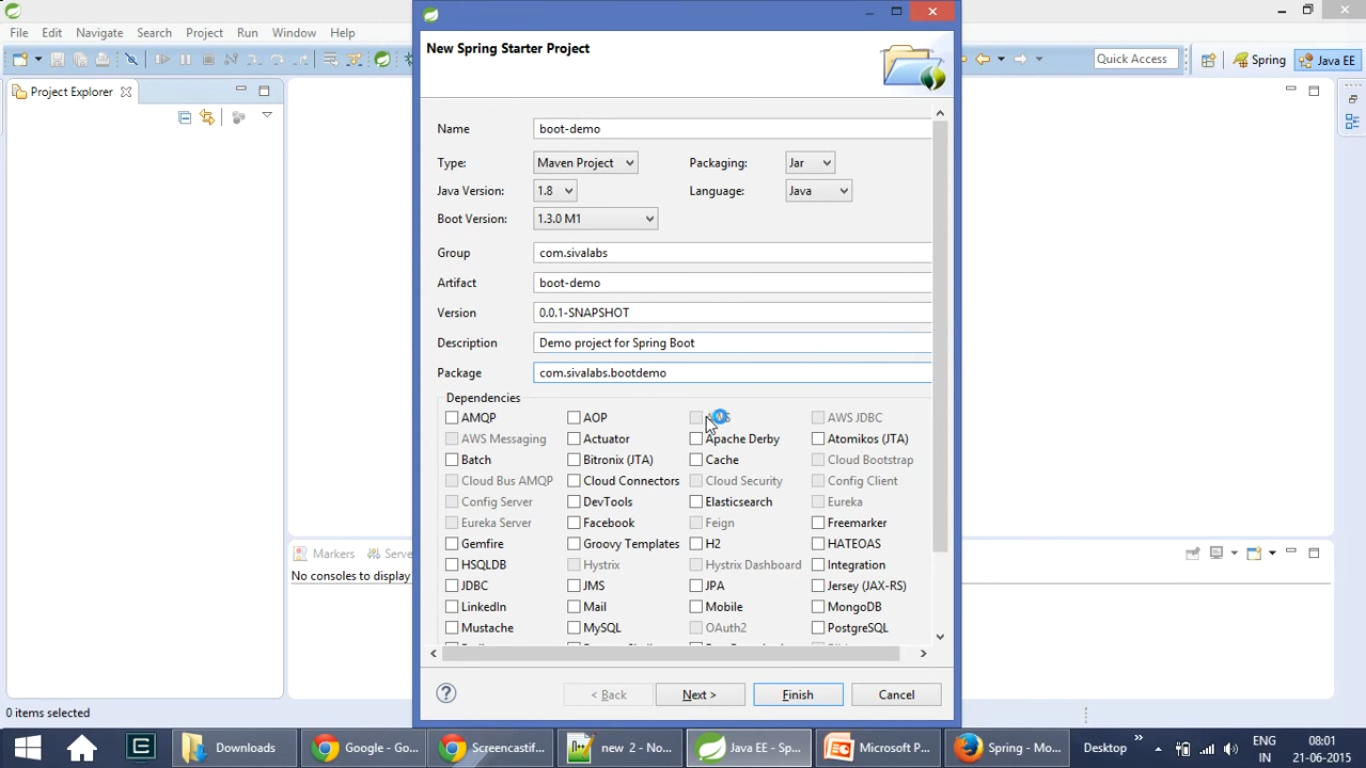 File Edit Navigate Search Project Run Window Help
Quick Access
Spring
Java EE
Project Explorer
New Spring Starter Project
Name boot-demo
Type: Maven Project Packaging: Jar
Java Version: 1.8 Language: Java
Boot Version: 1.3.0 M1
Group com.sivalabs
Artifact boot-demo
Version 0.0.1-SNAPSHOT
Description Demo project for Spring Boot
Package com.sivalabs.bootdemo
Dependencies
AMQP AOP AWS JDBC
AWS Messaging Actuator Apache Derby Atomikos (JTA)
Batch Bitronix (JTA) Cache Cloud Bootstrap
Cloud Bus AMQP Cloud Connectors Cloud Security Config Client
Config Server DevTools Elasticsearch Eureka
Eureka Server Facebook Feign Freemarker
Gemfire Groovy Templates H2 HATEOAS
HSQLDB Hystrix Hystrix Dashboard Integration
JDBC JMS JPA Jersey (JAX-RS)
LinkedIn Mail Mobile MongoDB
Mustache MySQL OAuth2 PostgreSQL
Markers Serve
No consoles to display
< Back Next > Finish Cancel
0 items selected
Downloads
Google - Go...
Screencastif...
new 2 - No...
Java EE - Sp...
Microsoft P...
Spring - Mo...
Desktop
ENG
IN
08:01
21-06-2015